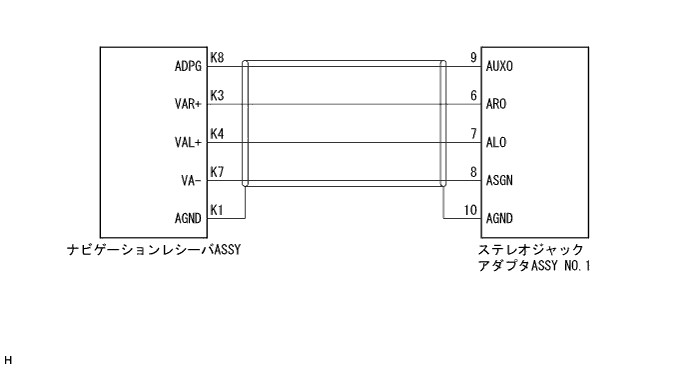 ADPG K8 9 AUXO
VAR+ K3 6 ARO
VAL+ K4 7 ALO
VA- K7 8 ASGN
AGND K1 10 AGND
ナビゲーションレシーバASSY
ステレオジャック
アダプタASSY NO.1
H